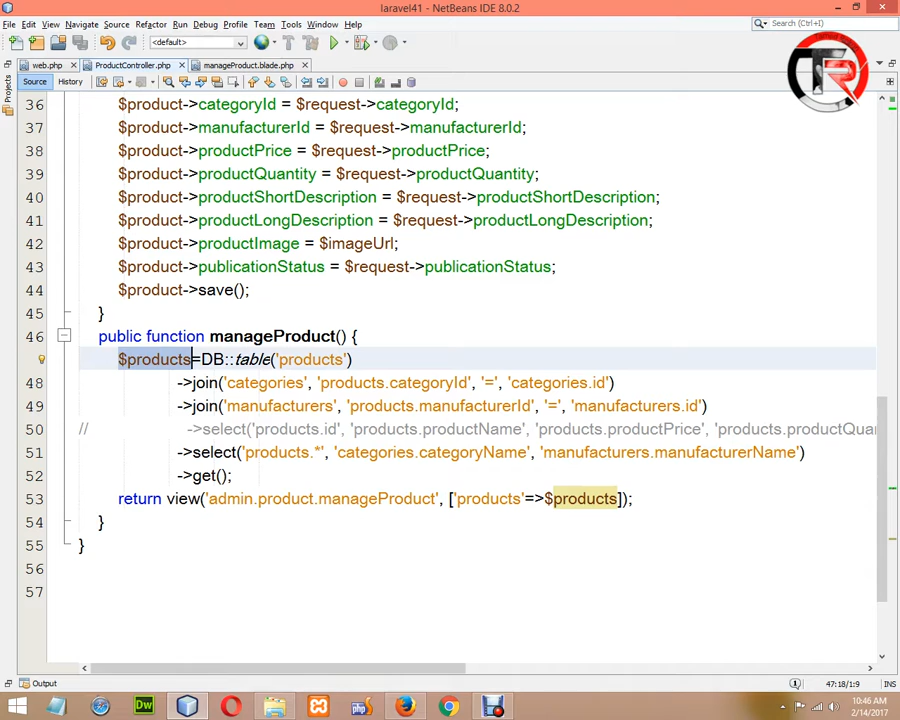 laravel41 - NetBeans IDE 8.0.2
File Edit View Navigate Source Refactor Run Debug Profile Team Tools Window Help
Search (Ctrl+I)
<default>
web.php ProductController.php manageProduct.blade.php
Projects
Source History
36 $product->categoryId = $request->categoryId;
37 $product->manufacturerId = $request->manufacturerId;
38 $product->productPrice = $request->productPrice;
39 $product->productQuantity = $request->productQuantity;
40 $product->productShortDescription = $request->productShortDescription;
41 $product->productLongDescription = $request->productLongDescription;
42 $product->productImage = $imageUrl;
43 $product->publicationStatus = $request->publicationStatus;
44 $product->save();
45 }
46 public function manageProduct() {
$products=DB::table('products')
48 ->join('categories', 'products.categoryId', '=', 'categories.id')
49 ->join('manufacturers', 'products.manufacturerId', '=', 'manufacturers.id')
50 // ->select('products.id', 'products.productName', 'products.productPrice', 'products.productQuan
51 ->select('products.*', 'categories.categoryName', 'manufacturers.manufacturerName')
52 ->get();
53 return view('admin.product.manageProduct', ['products'=>$products]);
54 }
55 }
56
57
Output
47:18/1:9 INS
Dw
10:46 AM
2/14/2017